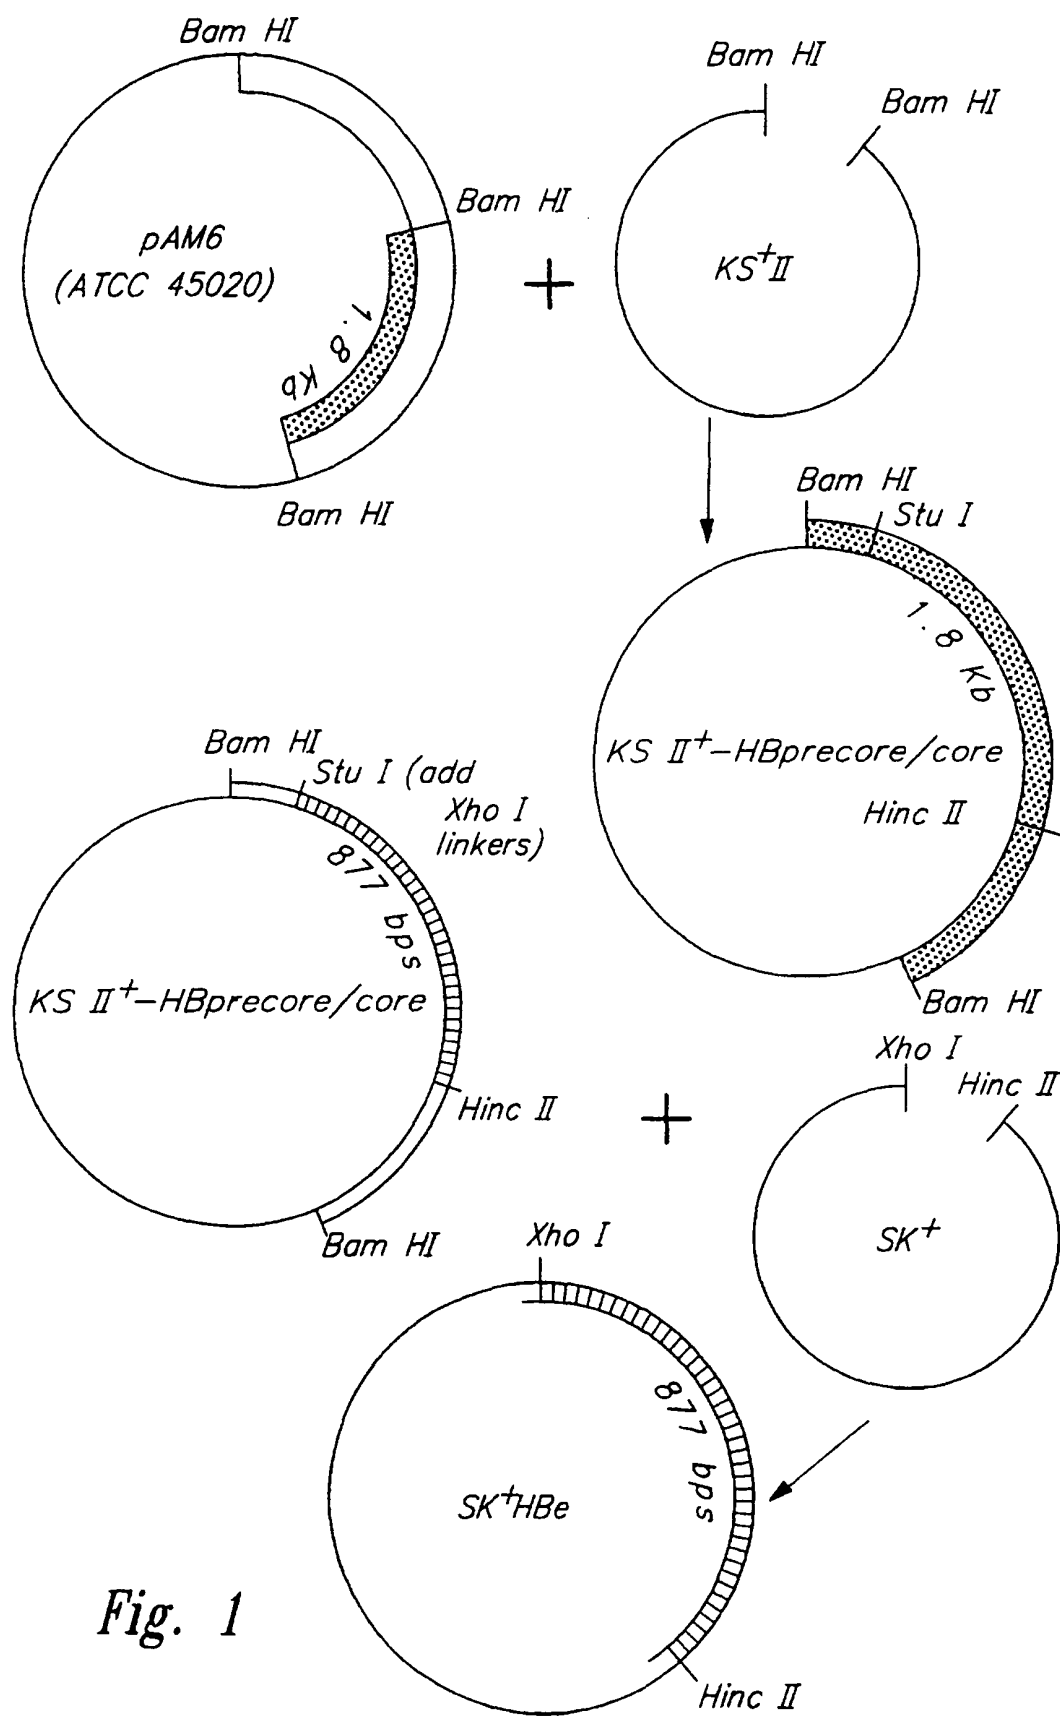 Bam HI
Bam HI
Bam HI
Bam HI
pAM6
(ATCC 45020)
+
KS+II
1.8 Kb
Bam HI
Bam HI
Stu I
1.8 Kb
KS II+-HBprecore/core
Hinc II
Bam HI
Bam HI
Stu I (add
Xho I
linkers)
877 bps
KS II+-HBprecore/core
Hinc II
Bam HI
+
Xho I
Hinc II
SK+
Xho I
877 bps
SK+HBe
Hinc II
Fig. 1